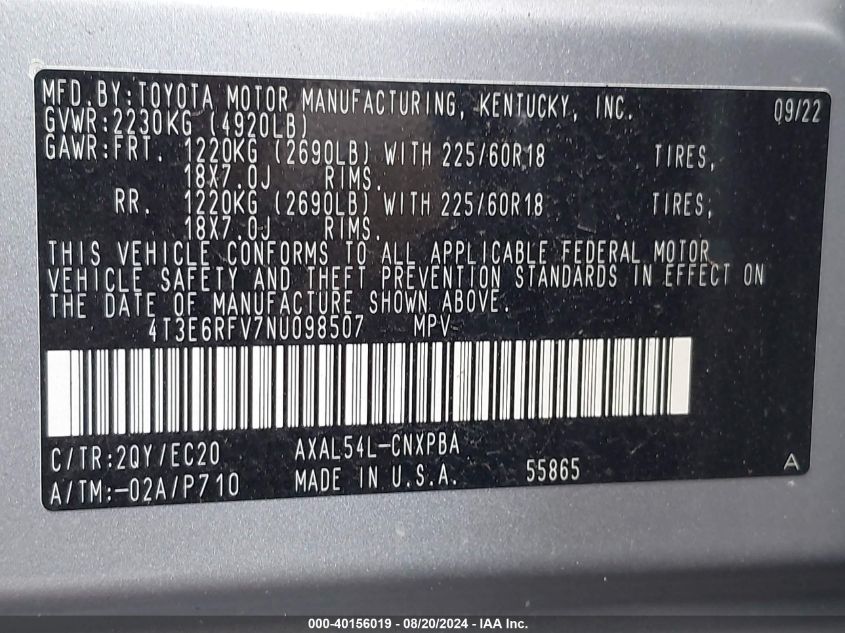 MFD.BY:TOYOTA MOTOR MANUFACTURING, KENTUCKY, INC. 09/22
GVWR:2230KG (4920LB)
GAWR:FRT. 1220KG (2690LB) WITH 225/60R18 TIRES,
18X7.0J RIMS.
RR. 1220KG (2690LB) WITH 225/60R18 TIRES,
18X7.0J RIMS.
THIS VEHICLE CONFORMS TO ALL APPLICABLE FEDERAL MOTOR
VEHICLE SAFETY AND THEFT PREVENTION STANDARDS IN EFFECT ON
THE DATE OF MANUFACTURE SHOWN ABOVE.
4T3E6RFV7NU098507 MPV
C/TR:2QY/EC20 AXAL54L-CNXPBA
A/TM:-02A/P710 MADE IN U.S.A. 55865 A
000-40156019 - 08/20/2024 - IAA Inc.